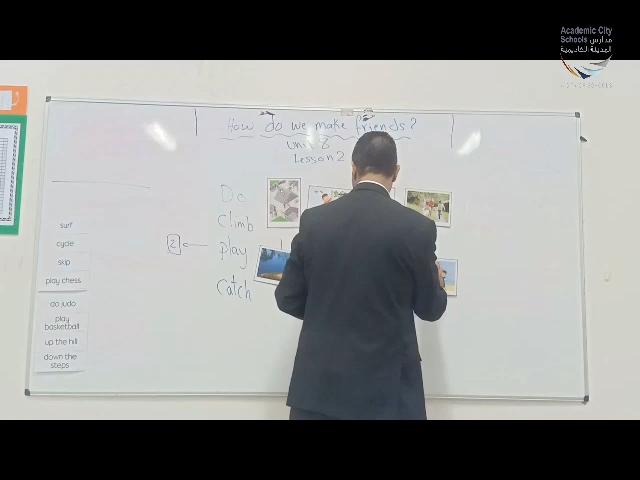 Academic City
Schools مدارس
المدينة الأكاديمية
How do we make friends?
Unit 8
Lesson 2
Do
Climb
2
play
catch
surf
cycle
skip
play chess
do judo
play
basketball
up the hill
down the
steps